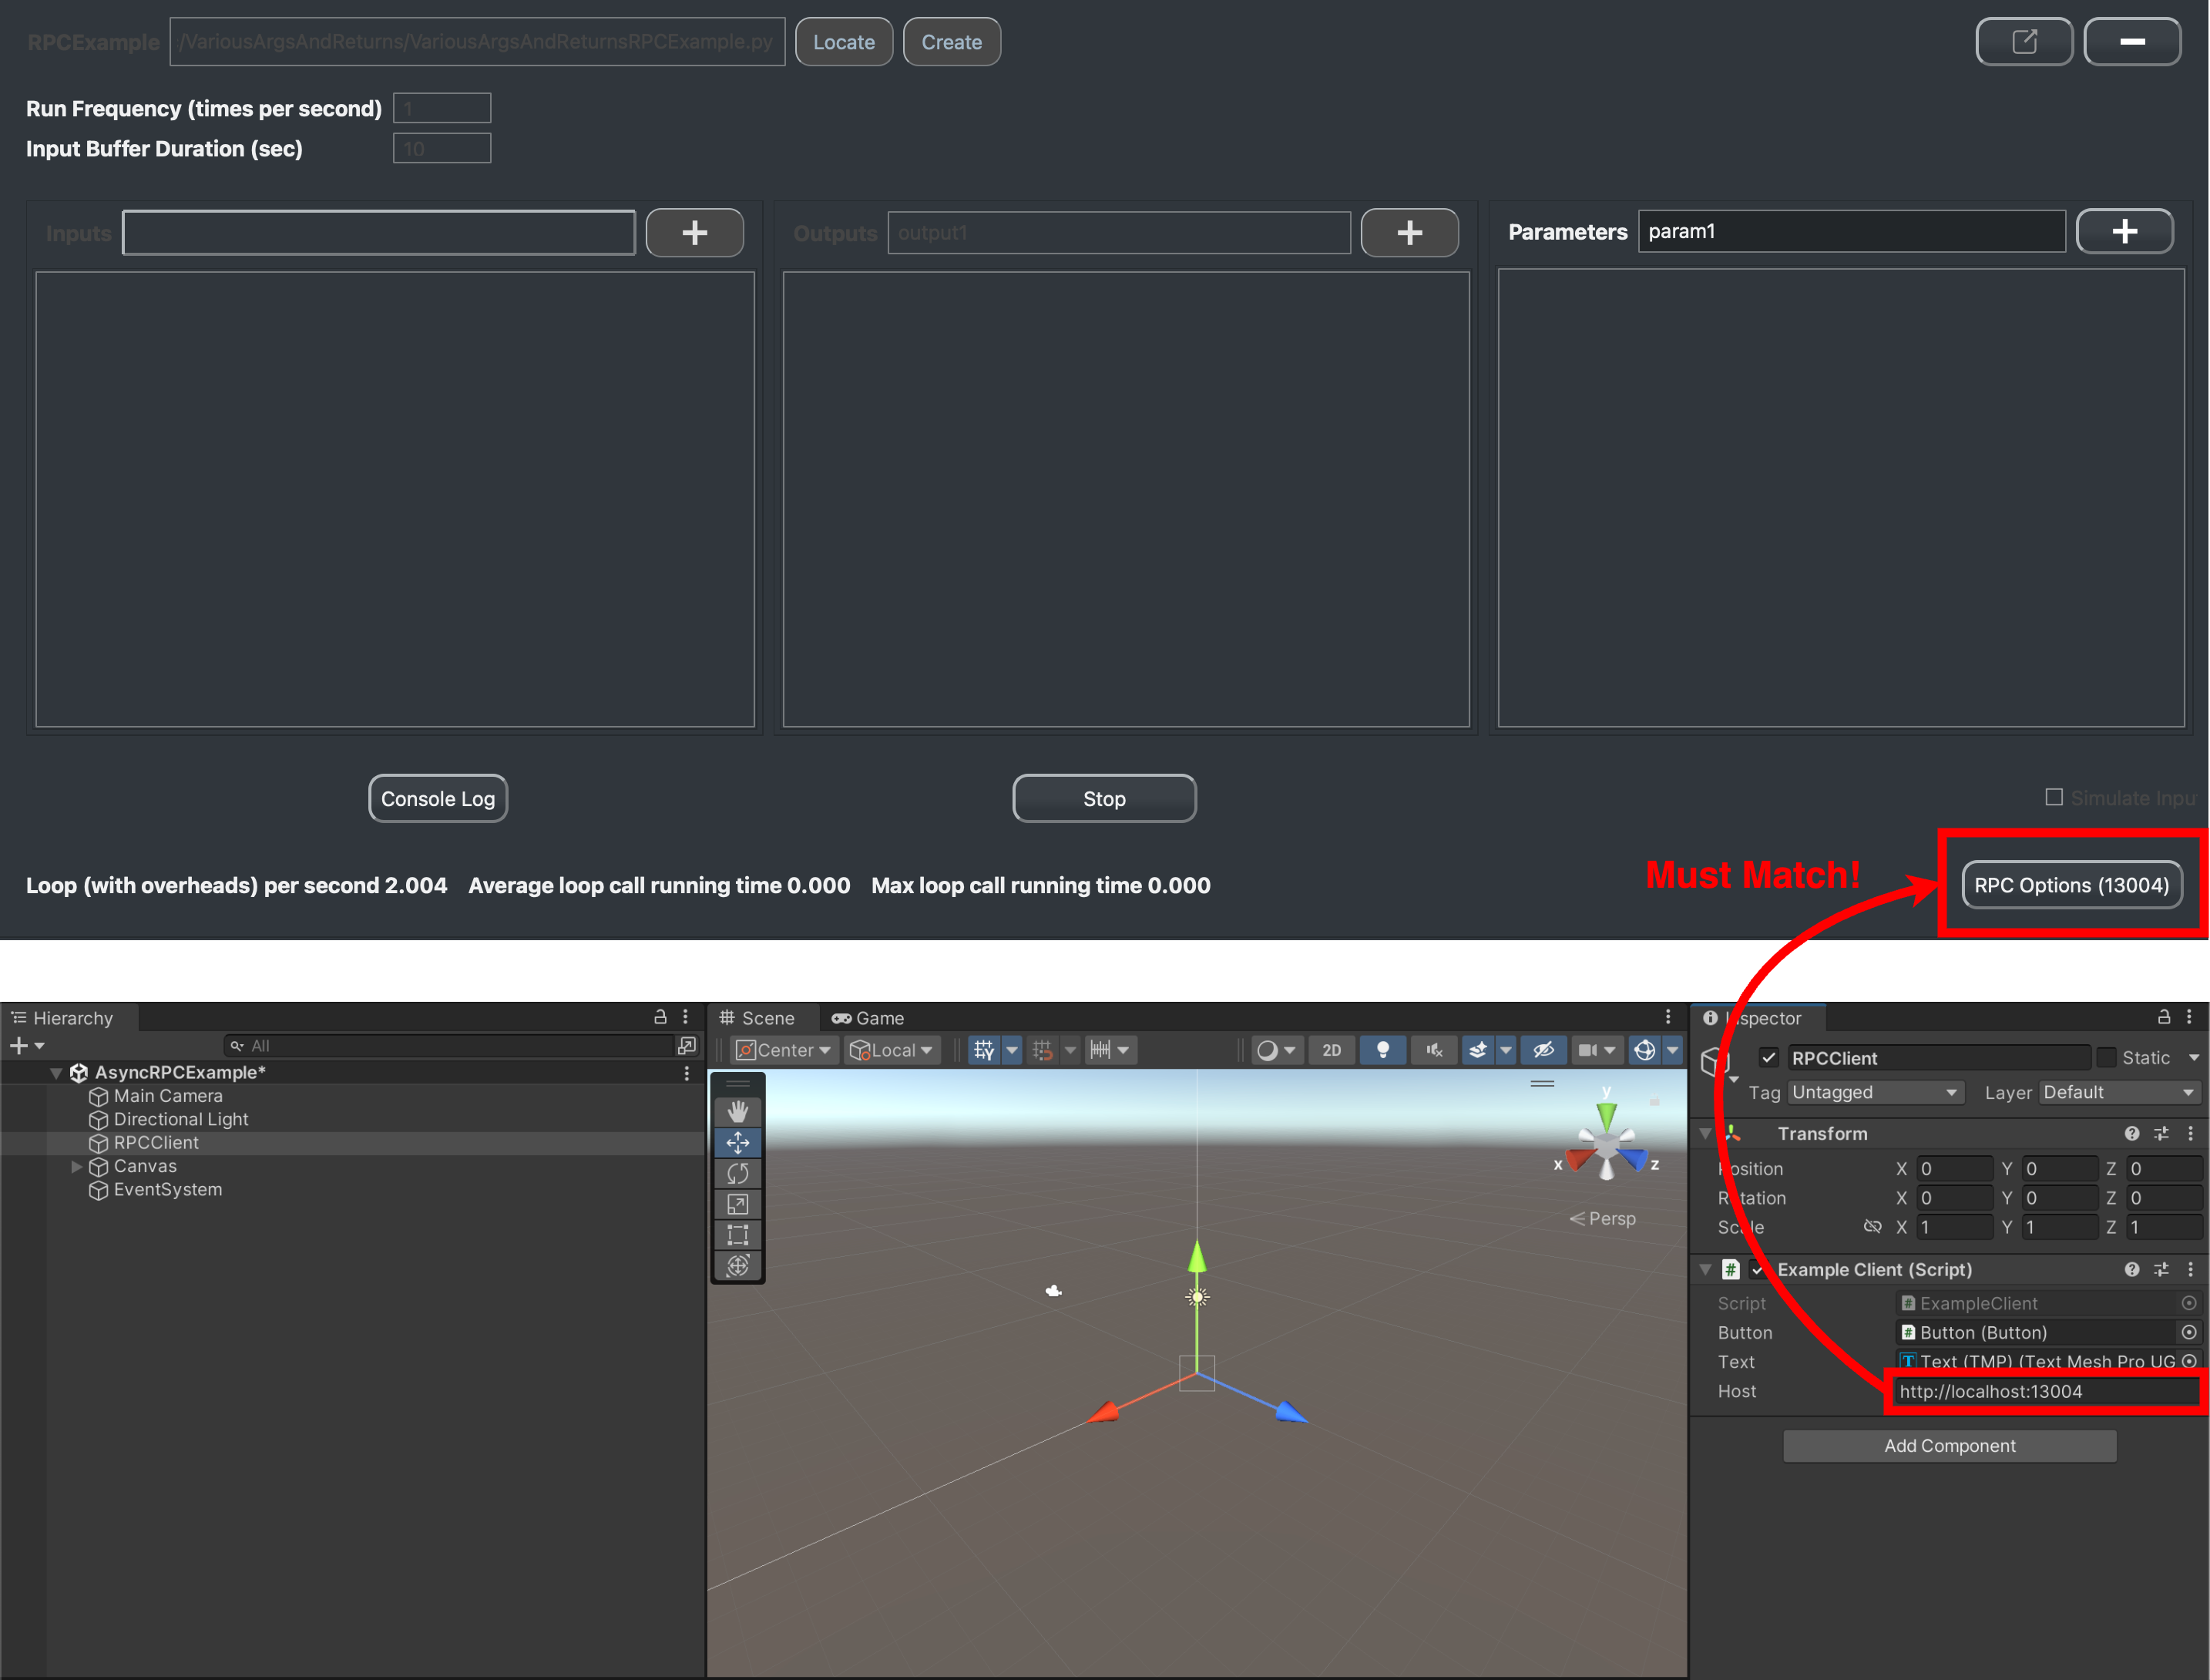 RPCExample /VariousArgsAndReturns/VariousArgsAndReturnsRPCExample.py Locate Create
Run Frequency (times per second) 1
Input Buffer Duration (sec) 10
Inputs Outputs output1 Parameters param1
Console Log Stop Simulate Inpu
Must Match!
Loop (with overheads) per second 2.004 Average loop call running time 0.000 Max loop call running time 0.000 RPC Options (13004)
Hierarchy
All
AsyncRPCExample*
Main Camera
Directional Light
RPCClient
Canvas
EventSystem
Scene Game
Center Local 2D
y
x z
Persp
Inspector
RPCClient Static
Tag Untagged Layer Default
Transform
Position X 0 Y 0 Z 0
Rotation X 0 Y 0 Z 0
Scale X 1 Y 1 Z 1
Example Client (Script)
Script ExampleClient
Button Button (Button)
Text Text (TMP) (Text Mesh Pro UG
Host http://localhost:13004
Add Component